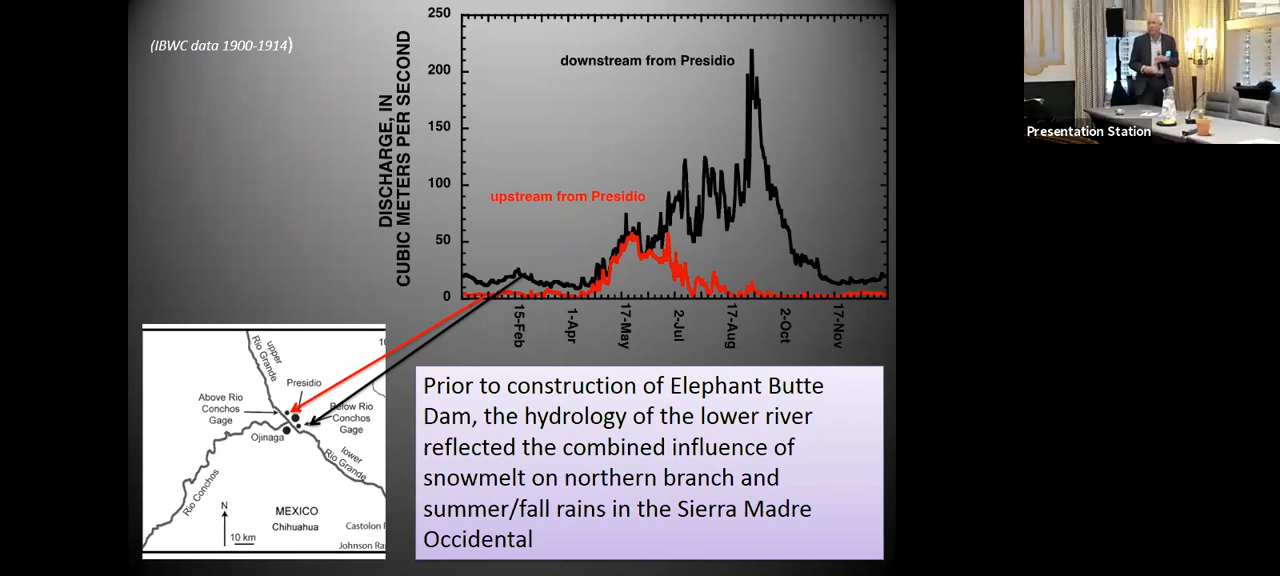 (IBWC data 1900-1914)
DISCHARGE, IN
CUBIC METERS PER SECOND
250
200
150
100
50
0
downstream from Presidio
upstream from Presidio
15-Feb
1-Apr
17-May
2-Jul
17-Aug
2-Oct
17-Nov
Presentation Station
upper
Rio Grande
10
Presidio
Above Rio
Conchos
Gage
Below Rio
Conchos
Gage
Ojinaga
lower
Rio Grande
Rio Conchos
N
10 km
MEXICO
Chihuahua
Castolon
Johnson Ra
Prior to construction of Elephant Butte
Dam, the hydrology of the lower river
reflected the combined influence of
snowmelt on northern branch and
summer/fall rains in the Sierra Madre
Occidental